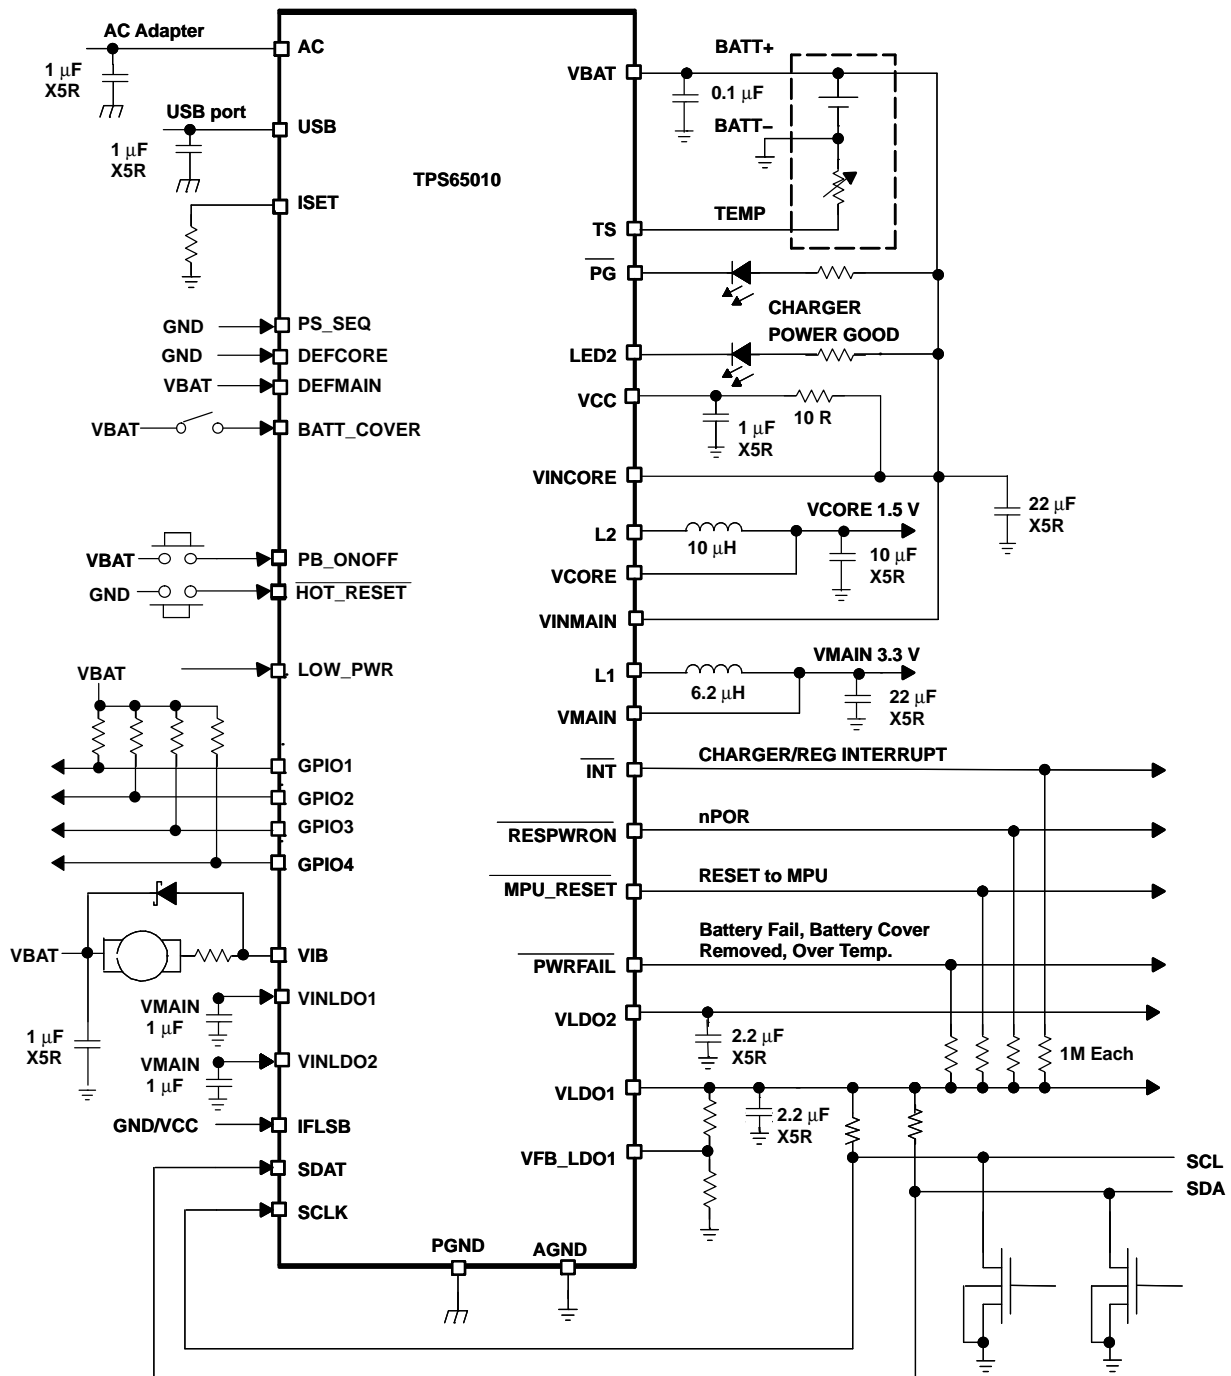 AC Adapter
AC
1 μF
X5R
USB port
USB
1 μF
X5R
ISET
TPS65010
PS_SEQ
GND
DEFCORE
GND
DEFMAIN
VBAT
BATT_COVER
VBAT
PB_ONOFF
VBAT
HOT_RESET
GND
LOW_PWR
VBAT
GPIO1
GPIO2
GPIO3
GPIO4
VIB
VBAT
1 μF
X5R
VINLDO1
VMAIN
1 μF
VINLDO2
VMAIN
1 μF
IFLSB
GND/VCC
SDAT
SCLK
PGND
AGND
BATT+
VBAT
0.1 μF
BATT−
TEMP
TS
PG
CHARGER
POWER GOOD
LED2
VCC
10 R
1 μF
X5R
VINCORE
22 μF
X5R
VCORE 1.5 V
L2
10 μH
10 μF
X5R
VCORE
VINMAIN
VMAIN 3.3 V
L1
6.2 μH
22 μF
X5R
VMAIN
CHARGER/REG INTERRUPT
INT
nPOR
RESPWRON
RESET to MPU
MPU_RESET
Battery Fail, Battery Cover
Removed, Over Temp.
PWRFAIL
VLDO2
2.2 μF
X5R
1M Each
VLDO1
2.2 μF
X5R
VFB_LDO1
SCL
SDA